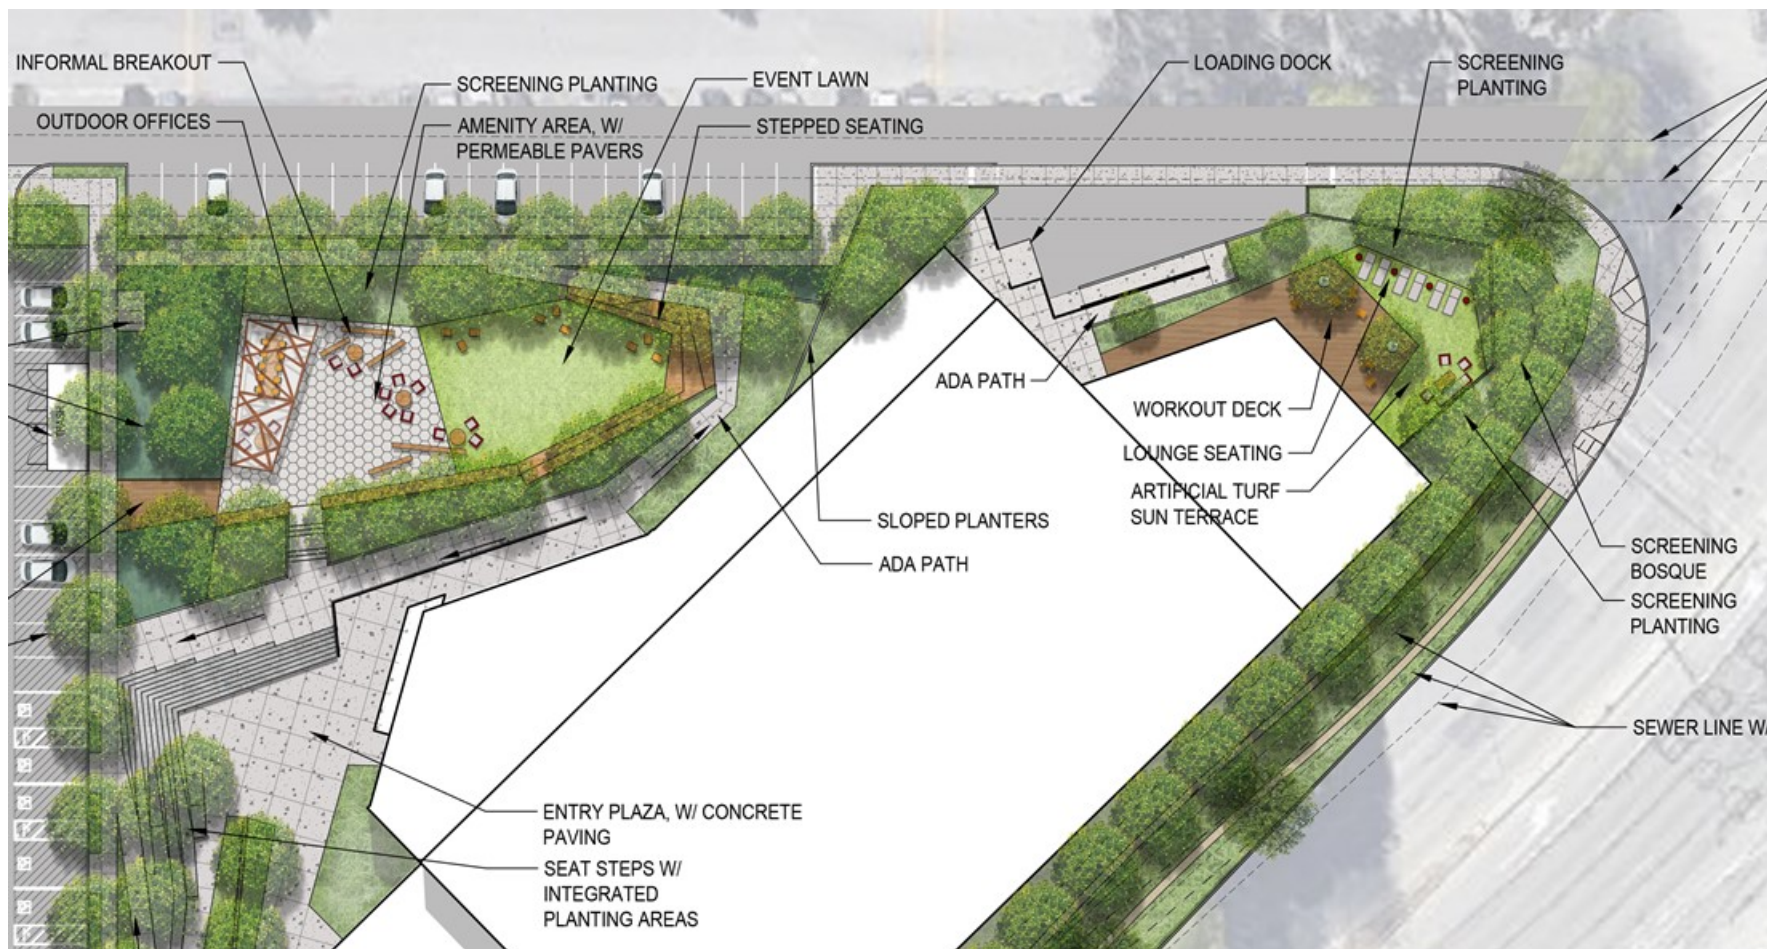 INFORMAL BREAKOUT
OUTDOOR OFFICES
SCREENING PLANTING
AMENITY AREA, W/
PERMEABLE PAVERS
EVENT LAWN
STEPPED SEATING
LOADING DOCK
SCREENING
PLANTING
ADA PATH
WORKOUT DECK
LOUNGE SEATING
ARTIFICIAL TURF
SUN TERRACE
SLOPED PLANTERS
ADA PATH
SCREENING
BOSQUE
SCREENING
PLANTING
SEWER LINE W/
ENTRY PLAZA, W/ CONCRETE
PAVING
SEAT STEPS W/
INTEGRATED
PLANTING AREAS